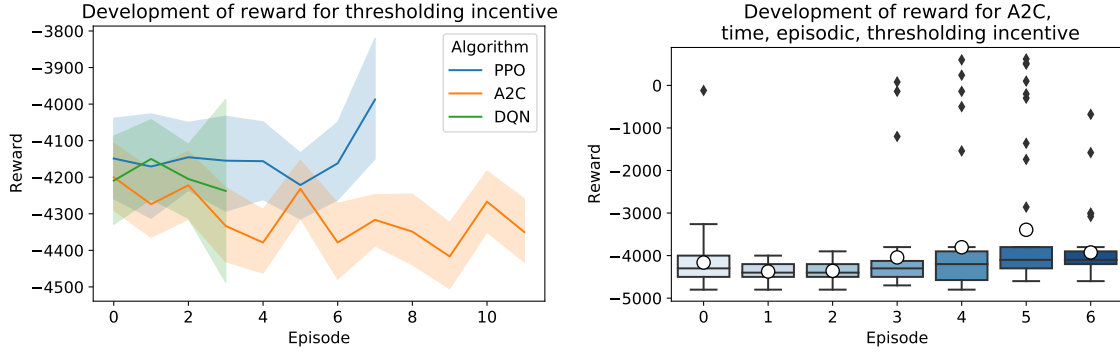 Development of reward for thresholding incentive
−3800
−3900
−4000
−4100
−4200
−4300
−4400
−4500
Reward
0
2
4
6
8
10
Episode
Algorithm
PPO
A2C
DQN
Development of reward for A2C,
time, episodic, thresholding incentive
0
−1000
−2000
−3000
−4000
−5000
Reward
0
1
2
3
4
5
6
Episode